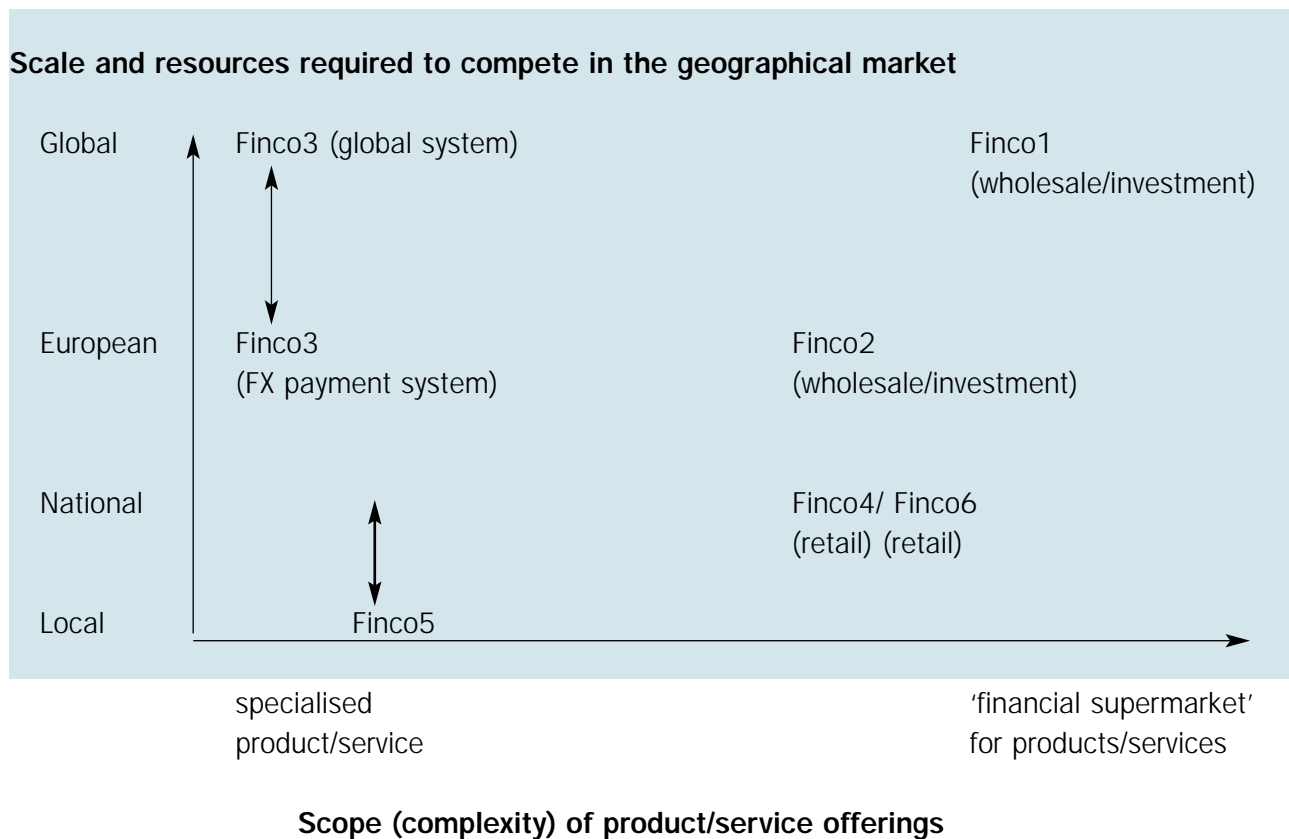 Scale and resources required to compete in the geographical market
Global Finco3 (global system) Finco1
(wholesale/investment)
European Finco3 Finco2
(FX payment system) (wholesale/investment)
National Finco4/ Finco6
(retail) (retail)
Local Finco5
specialised 'financial supermarket'
product/service for products/services
Scope (complexity) of product/service offerings